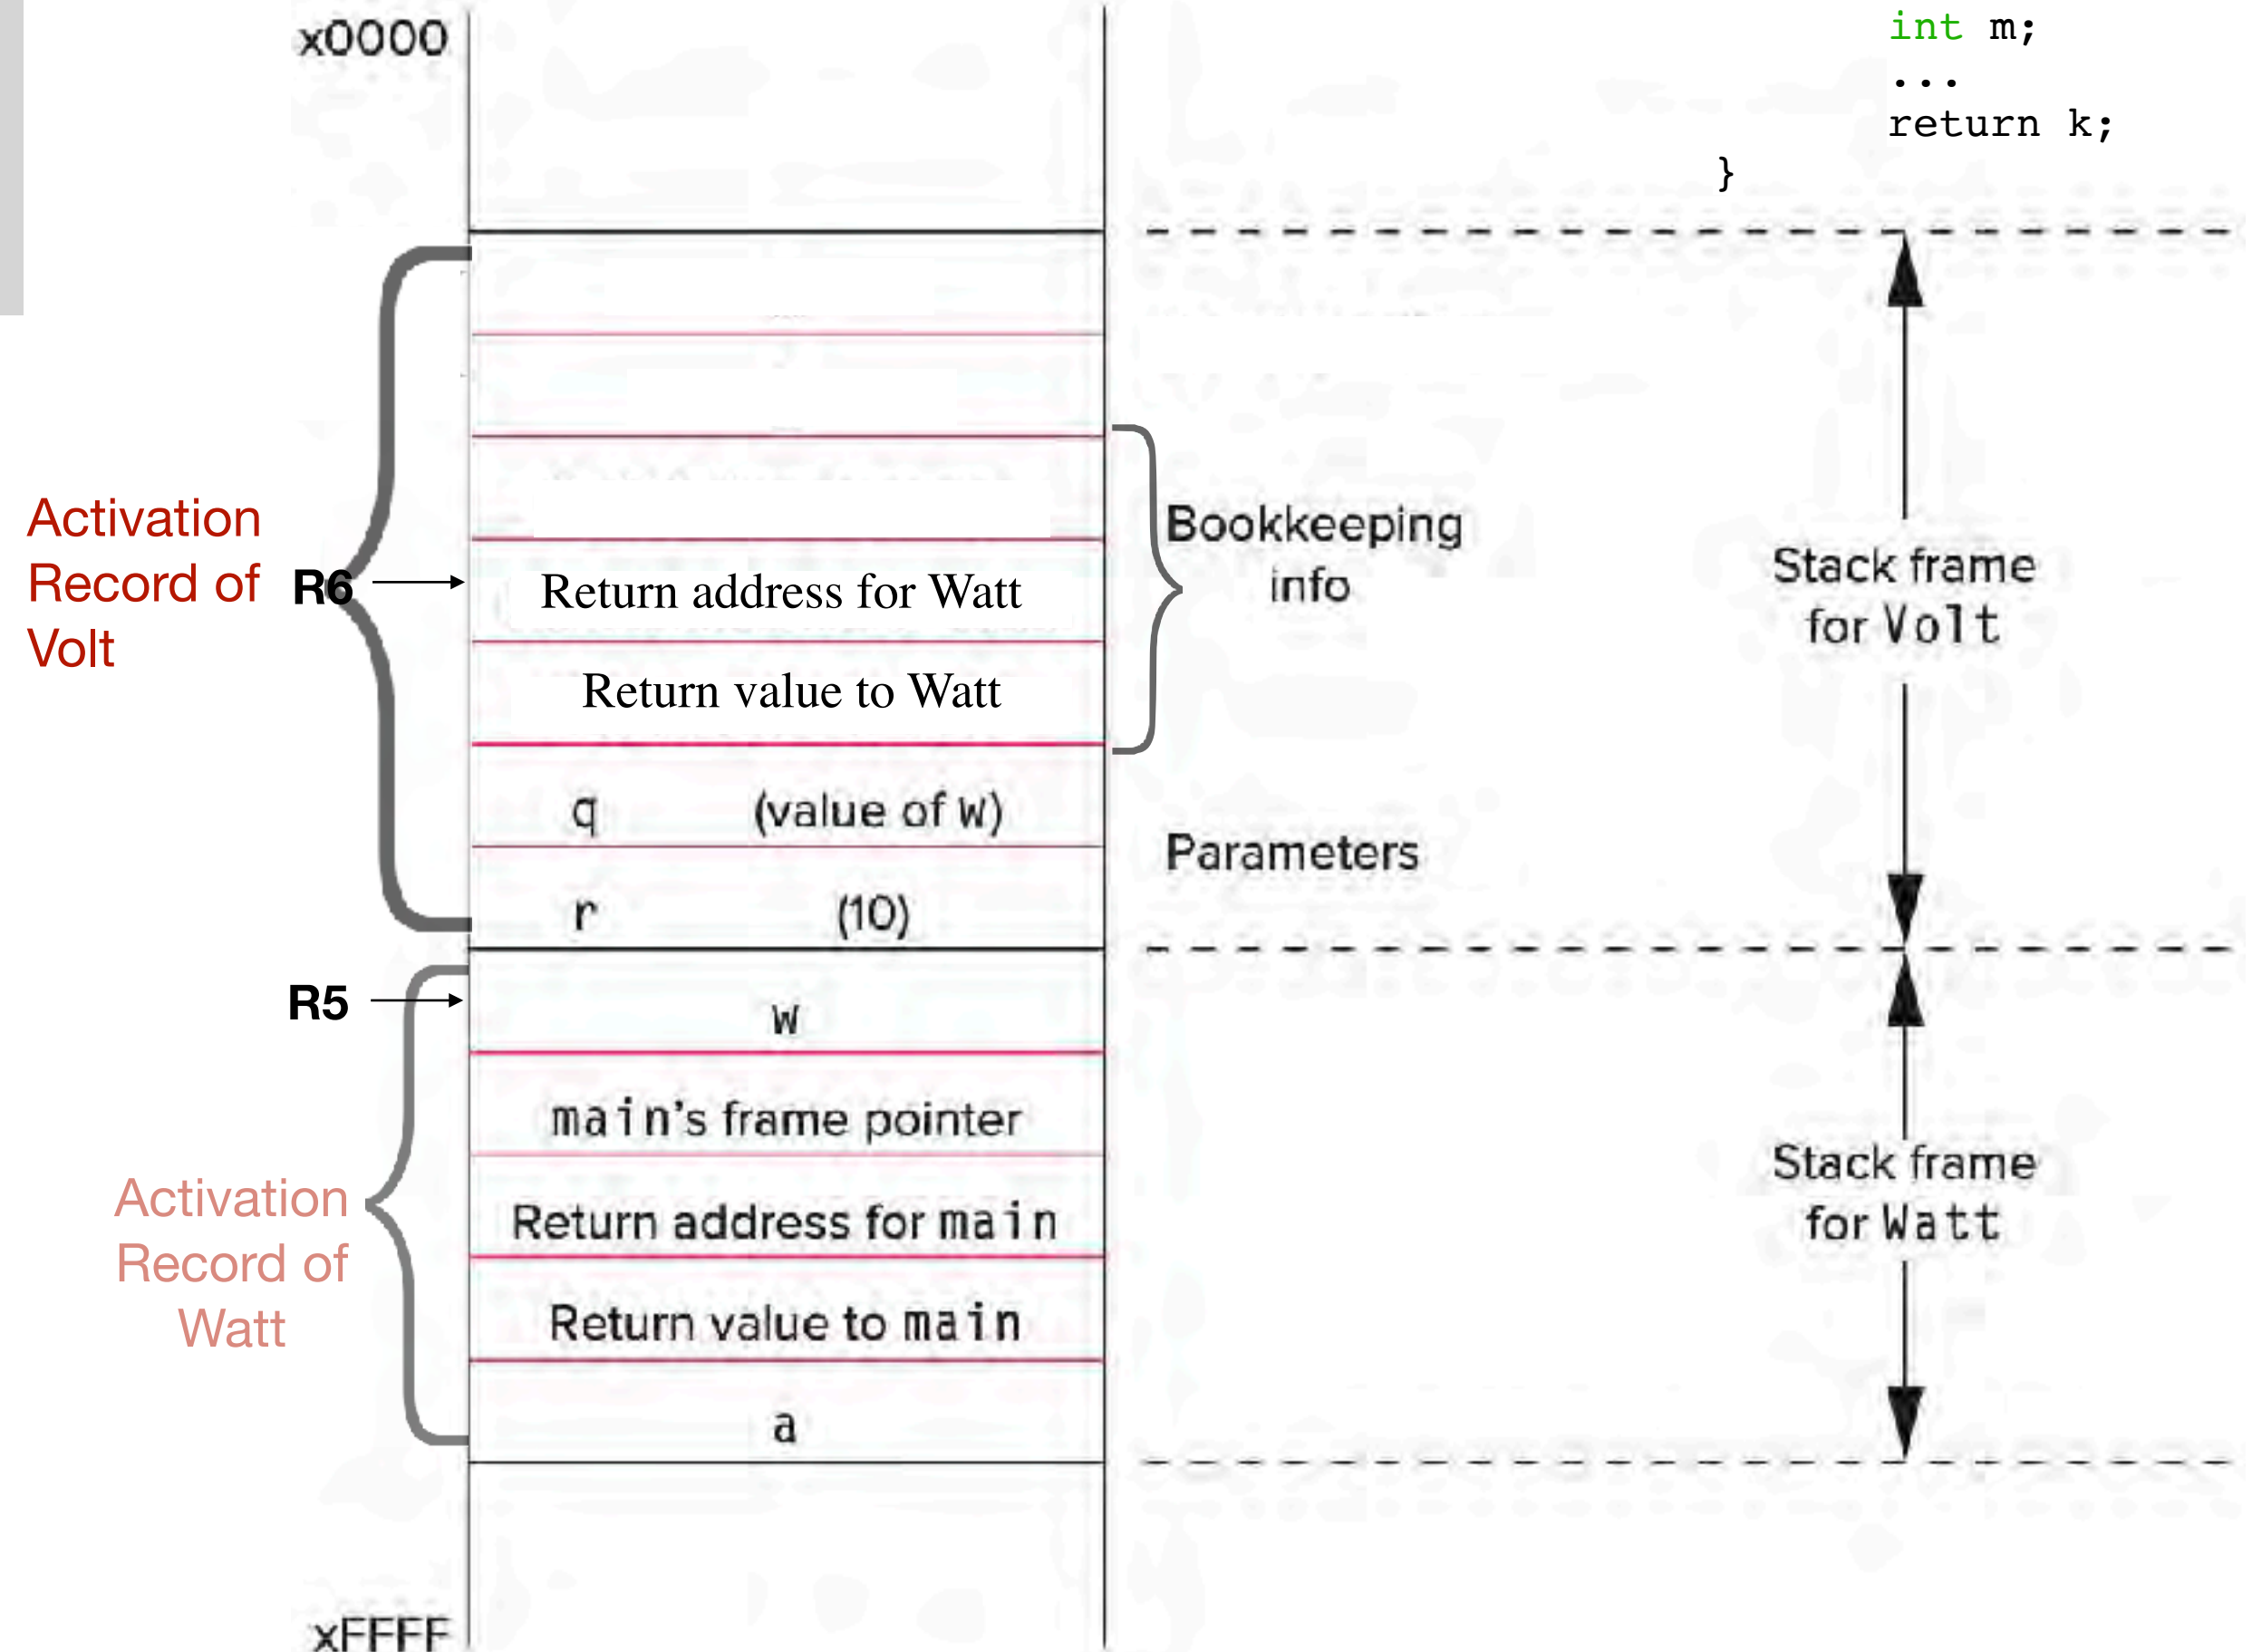 x0000
int m;
...
return k;
}
Activation
Record of
Volt
R6
Return address for Watt
Return value to Watt
Bookkeeping
info
Stack frame
for Volt
q (value of w)
Parameters
r (10)
R5
w
main's frame pointer
Return address for main
Return value to main
a
Activation
Record of
Watt
Stack frame
for Watt
xFFFF